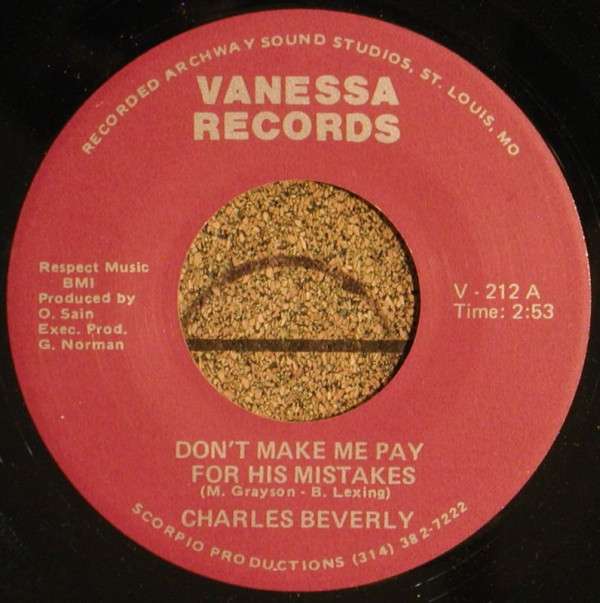 RECORDED ARCHWAY SOUND STUDIOS, ST. LOUIS, MO
VANESSA
RECORDS
Respect Music
BMI
Produced by
O. Sain
Exec. Prod.
G. Norman
V - 212 A
Time: 2:53
DON'T MAKE ME PAY
FOR HIS MISTAKES
(M. Grayson - B. Lexing)
CHARLES BEVERLY
SCORPIO PRODUCTIONS (314) 382-7222